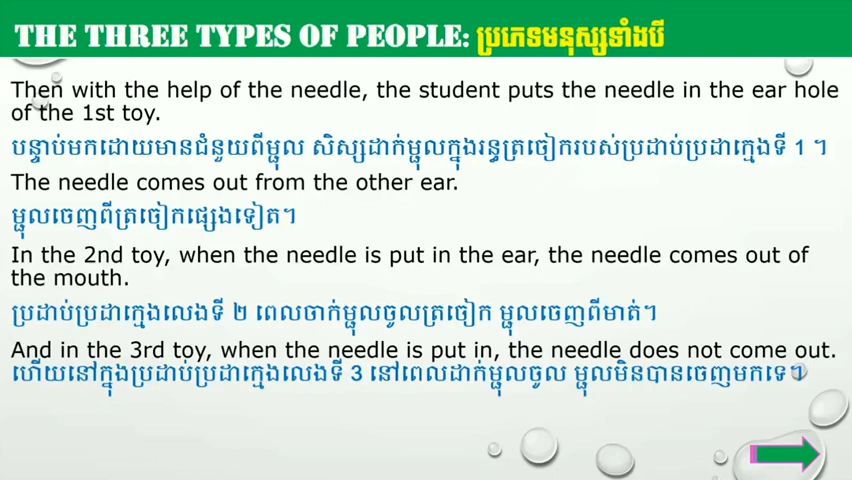 THE THREE TYPES OF PEOPLE: ប្រភេទមនុស្សទាំងបី
Then with the help of the needle, the student puts the needle in the ear hole
of the 1st toy.
បន្ទាប់មកដោយមានជំនួយពីម្ជុល សិស្សដាក់ម្ជុលក្នុងរន្ធត្រចៀករបស់ប្រដាប់ប្រដាក្មេងទី 1 ។
The needle comes out from the other ear.
ម្ជុលចេញពីត្រចៀកផ្សេងទៀត។
In the 2nd toy, when the needle is put in the ear, the needle comes out of
the mouth.
ប្រដាប់ប្រដាក្មេងលេងទី ២ ពេលចាក់ម្ជុលចូលត្រចៀក ម្ជុលចេញពីមាត់។
And in the 3rd toy, when the needle is put in, the needle does not come out.
ហើយនៅក្នុងប្រដាប់ប្រដាក្មេងលេងទី 3 នៅពេលដាក់ម្ជុលចូល ម្ជុលមិនបានចេញមកទេ។